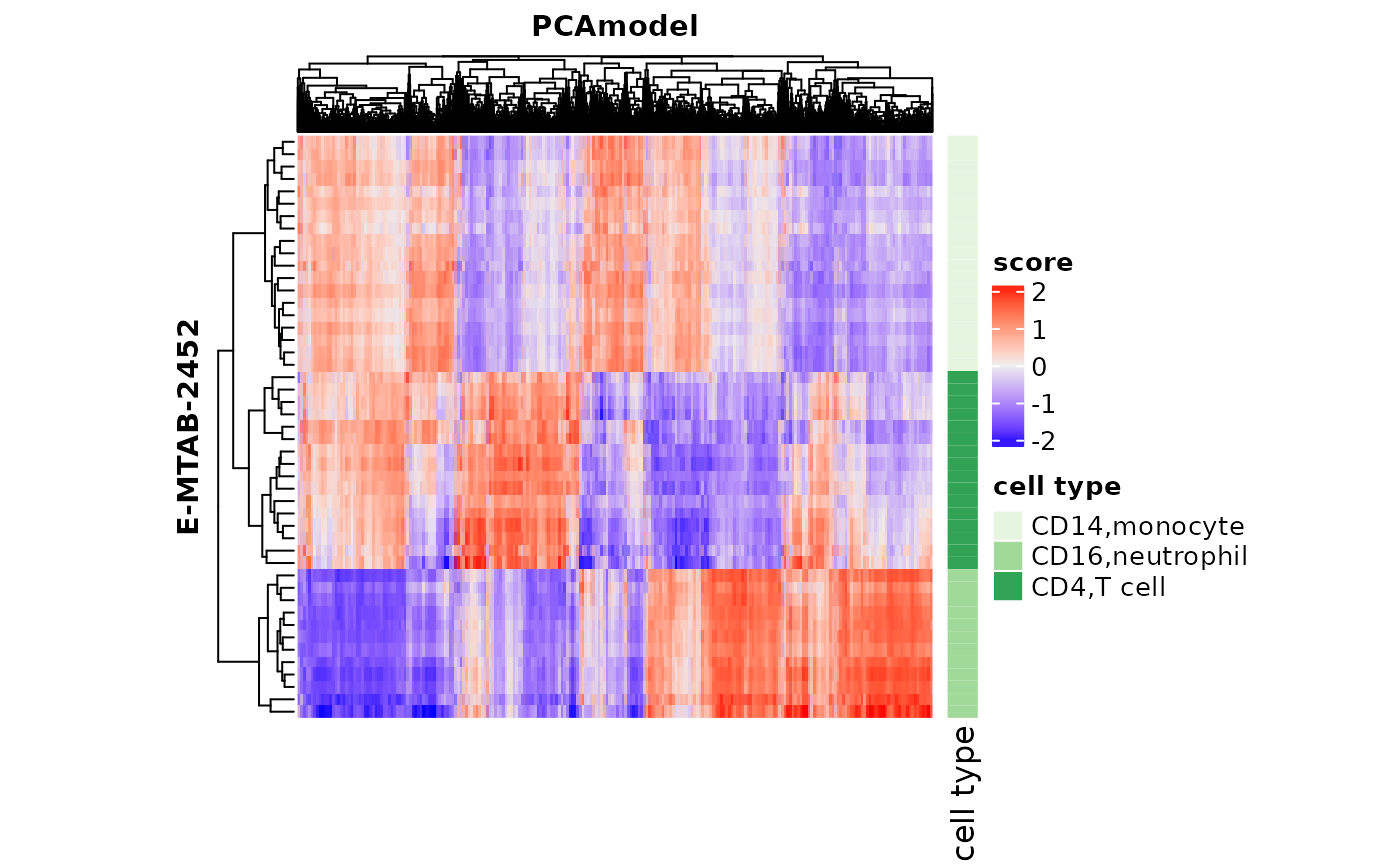 PCAmodel
E-MTAB-2452
score
2
1
0
-1
-2
cell type
CD14,monocyte
CD16,neutrophil
CD4,T cell
cell type